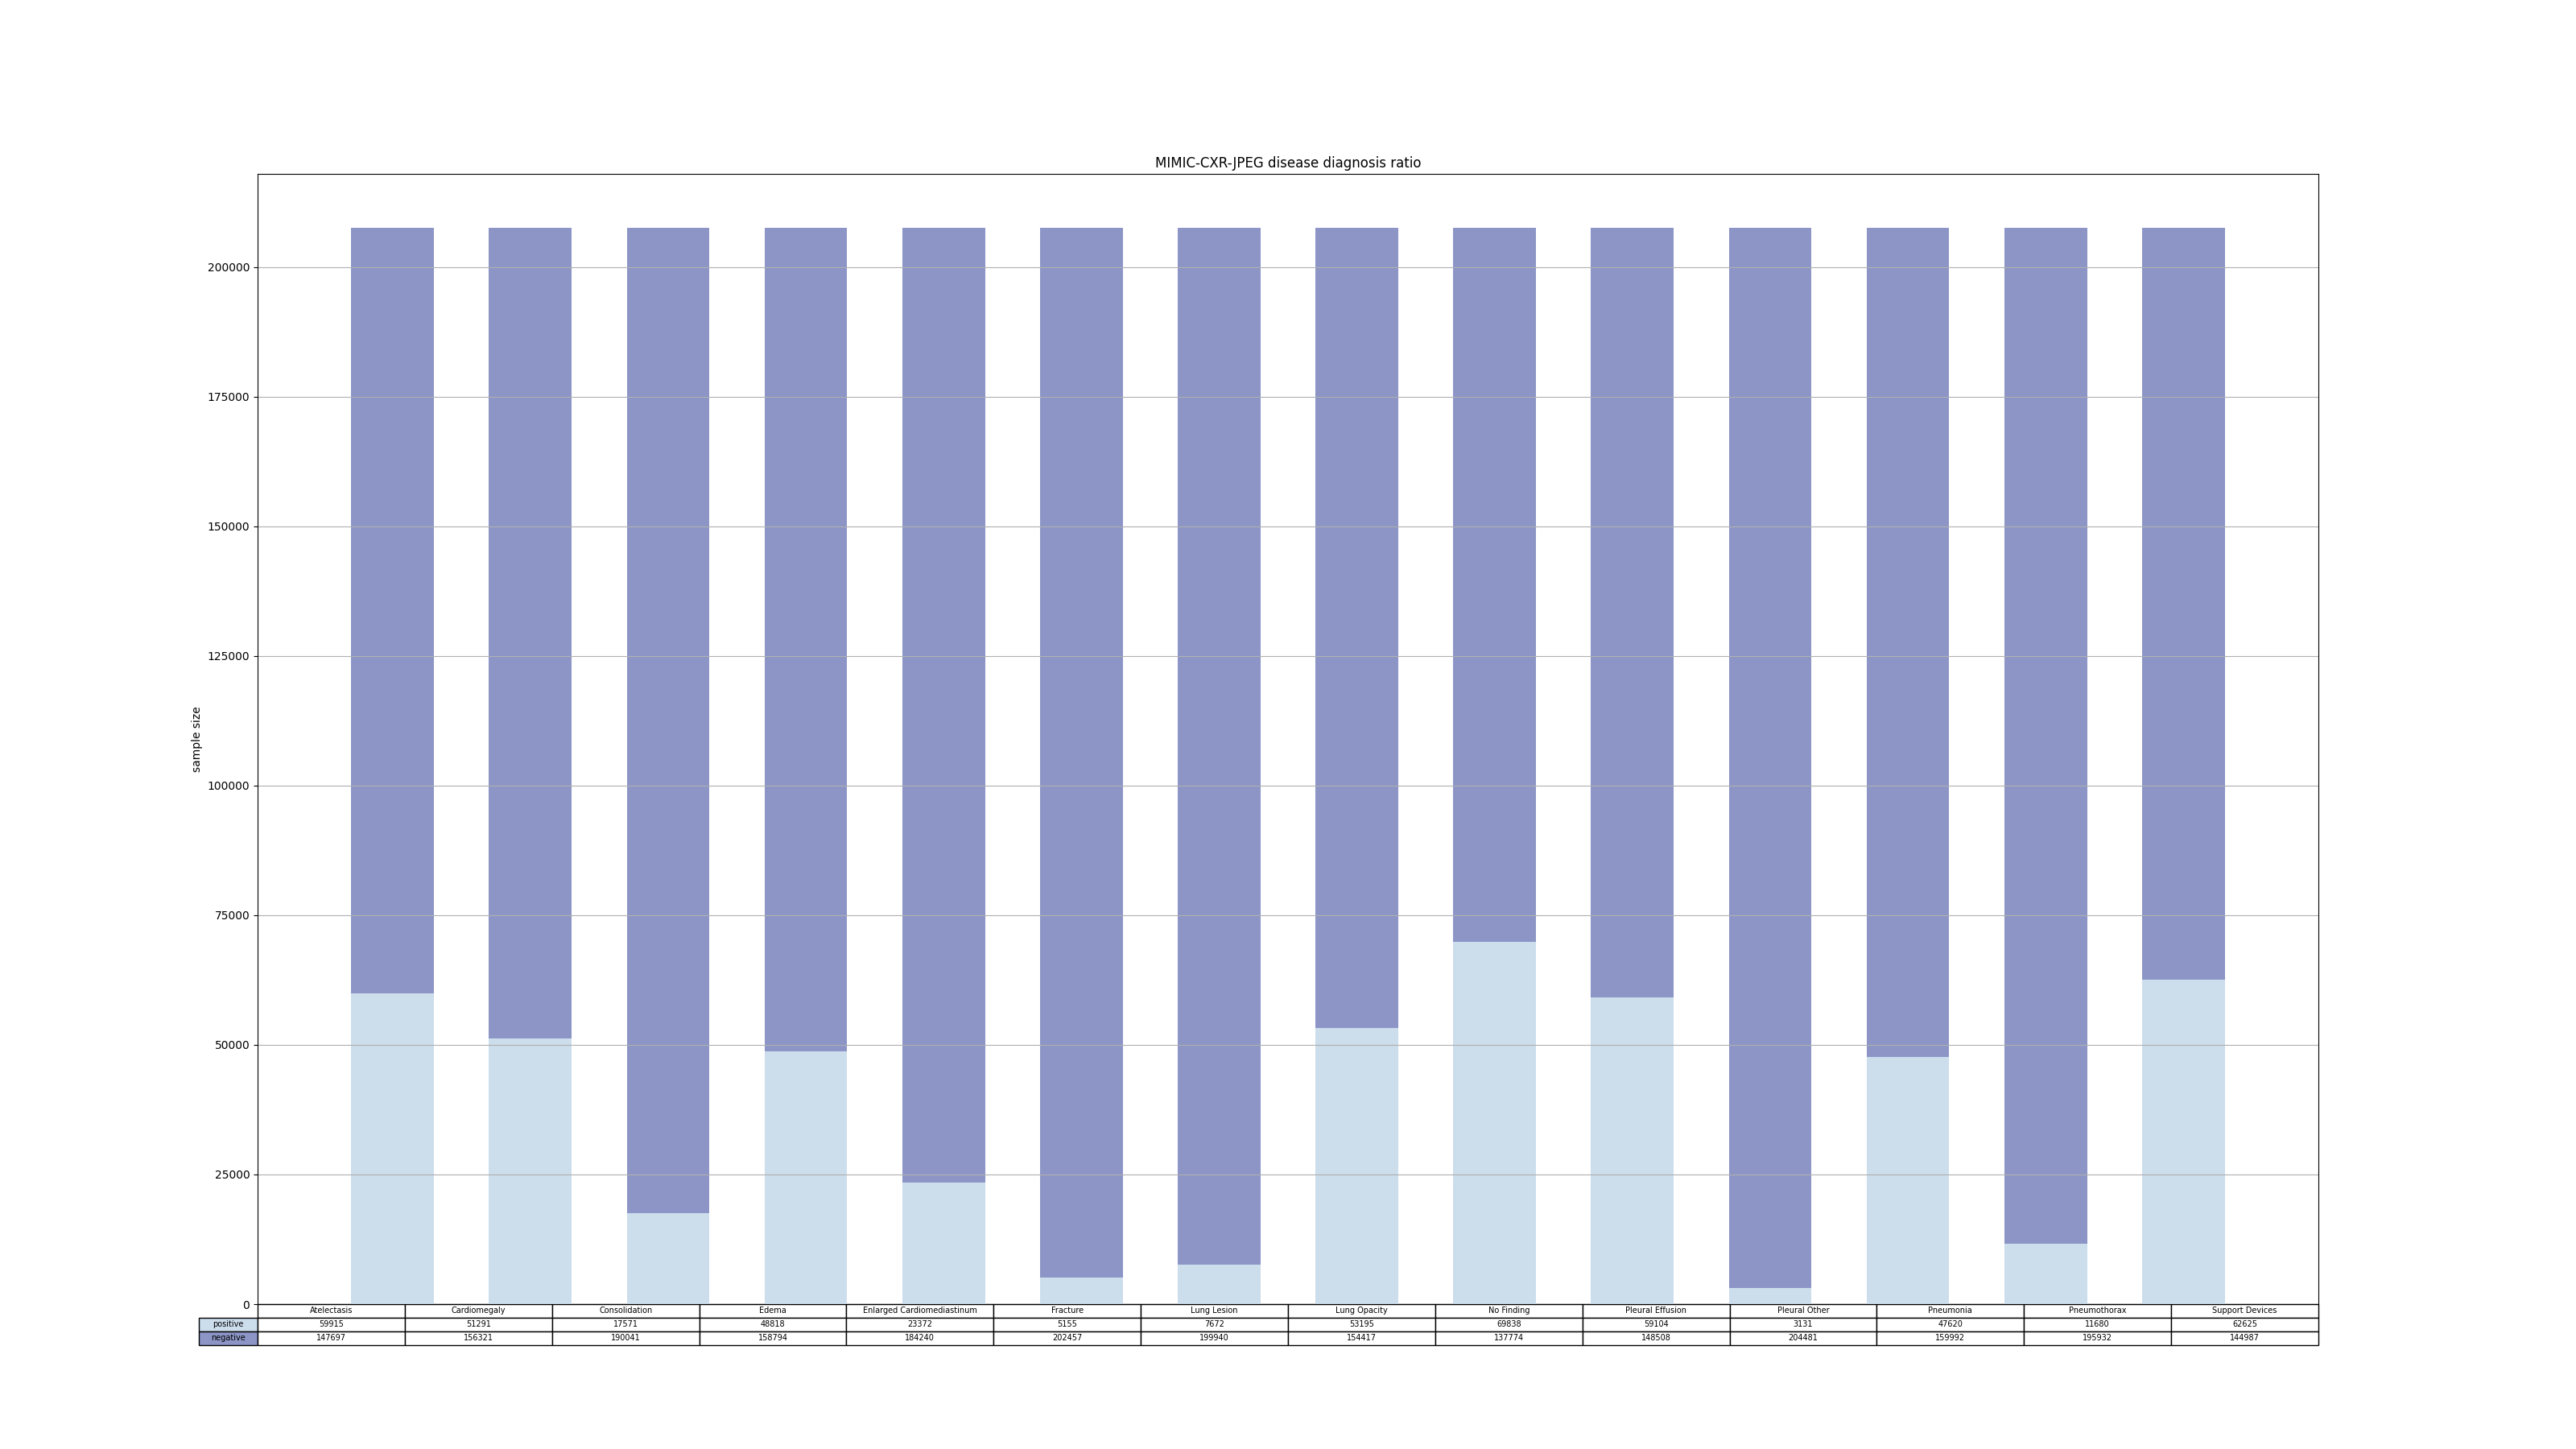 MIMIC-CXR-JPEG disease diagnosis ratio
200000
175000
150000
125000
100000
75000
50000
25000
0
sample size
Atelectasis Cardiomegaly Consolidation Edema Enlarged Cardiomediastinum Fracture Lung Lesion Lung Opacity No Finding Pleural Effusion Pleural Other Pneumonia Pneumothorax Support Devices
positive 59915 51291 17571 48818 23372 5155 7672 53195 69838 59104 3131 47620 11680 62625
negative 147697 156321 190041 158794 184240 202457 199940 154417 137774 148508 204481 159992 195932 144987